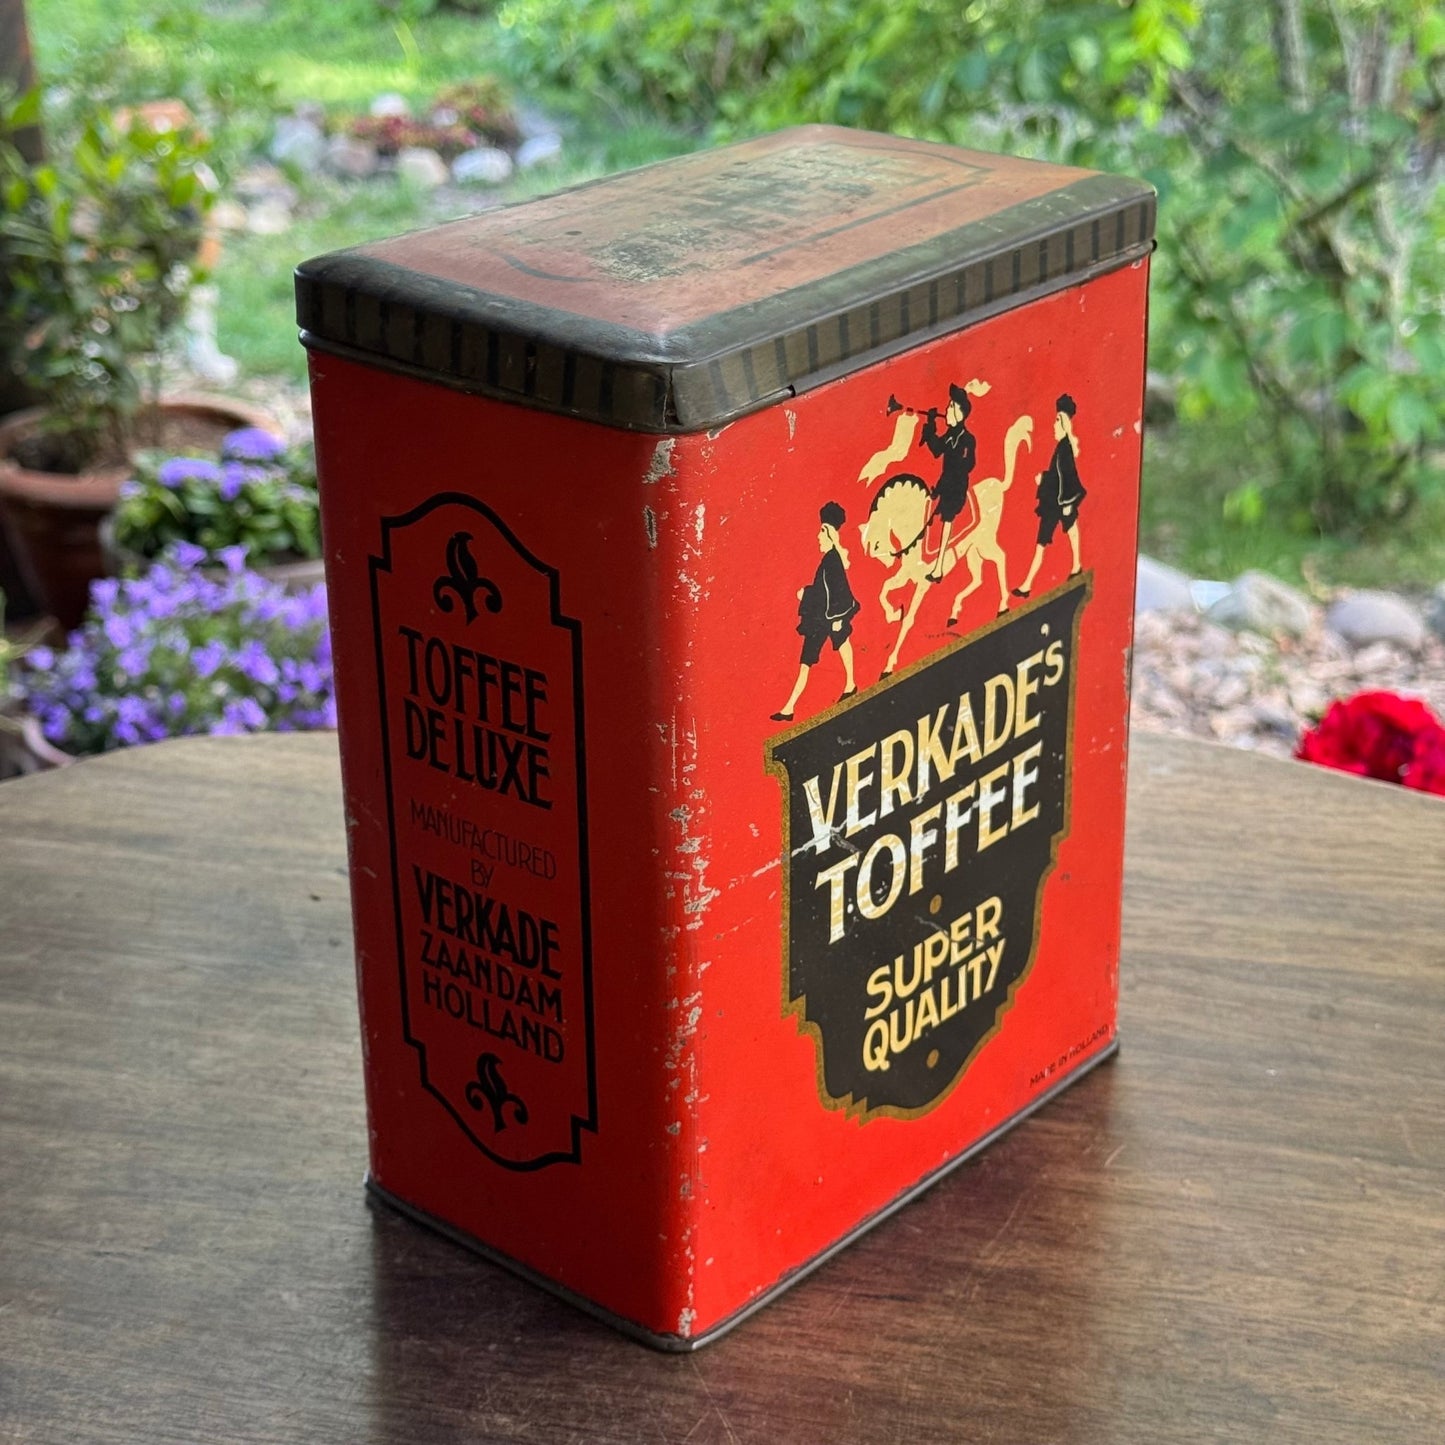 TOFFEE
DE LUXE
MANUFACTURED
BY
VERKADE
ZAANDAM
HOLLAND
VERKADE's
TOFFEE
SUPER
QUALITY
MADE IN HOLLAND